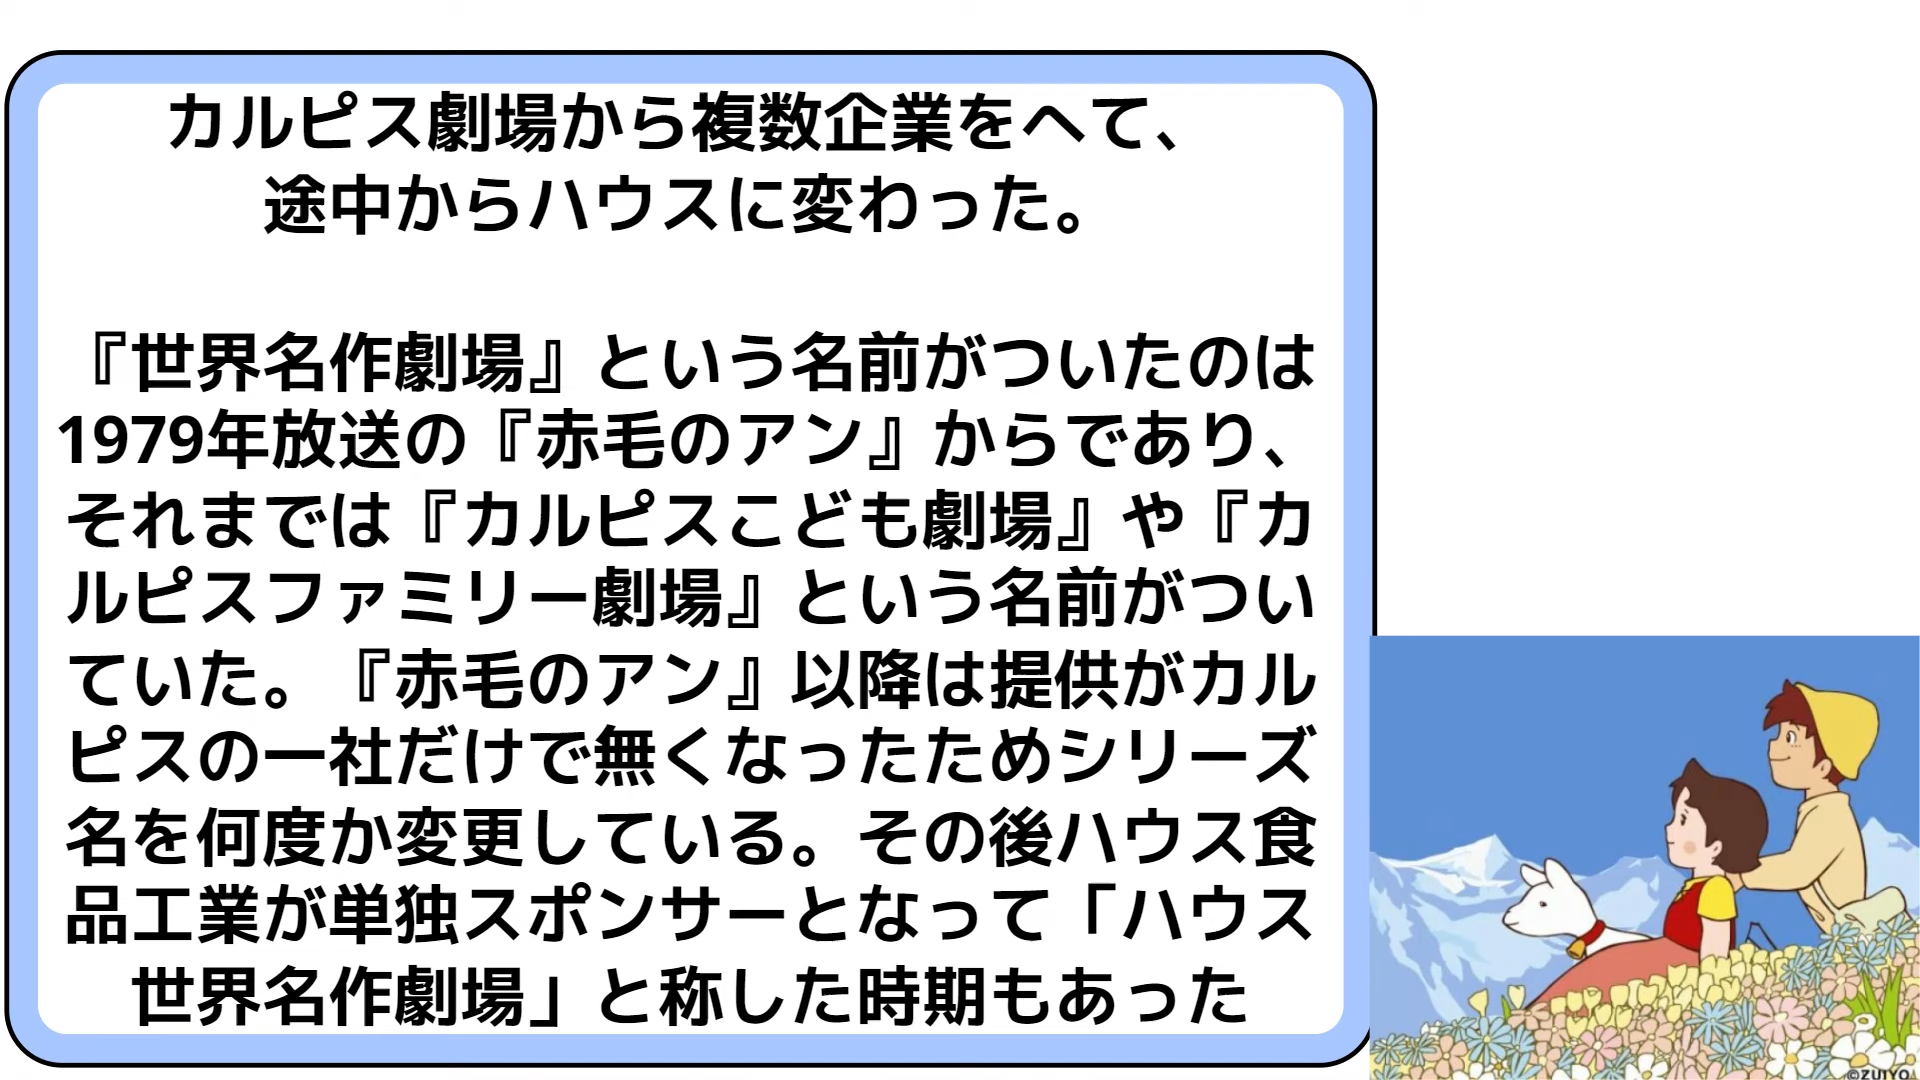 カルピス劇場から複数企業をへて、
途中からハウスに変わった。
『世界名作劇場』という名前がついたのは
1979年放送の『赤毛のアン』からであり、
それまでは『カルピスこども劇場』や『カ
ルピスファミリー劇場』という名前がつい
ていた。『赤毛のアン』以降は提供がカル
ピスの一社だけで無くなったためシリーズ
名を何度か変更している。その後ハウス食
品工業が単独スポンサーとなって「ハウス
世界名作劇場」と称した時期もあった
©ZUIYO